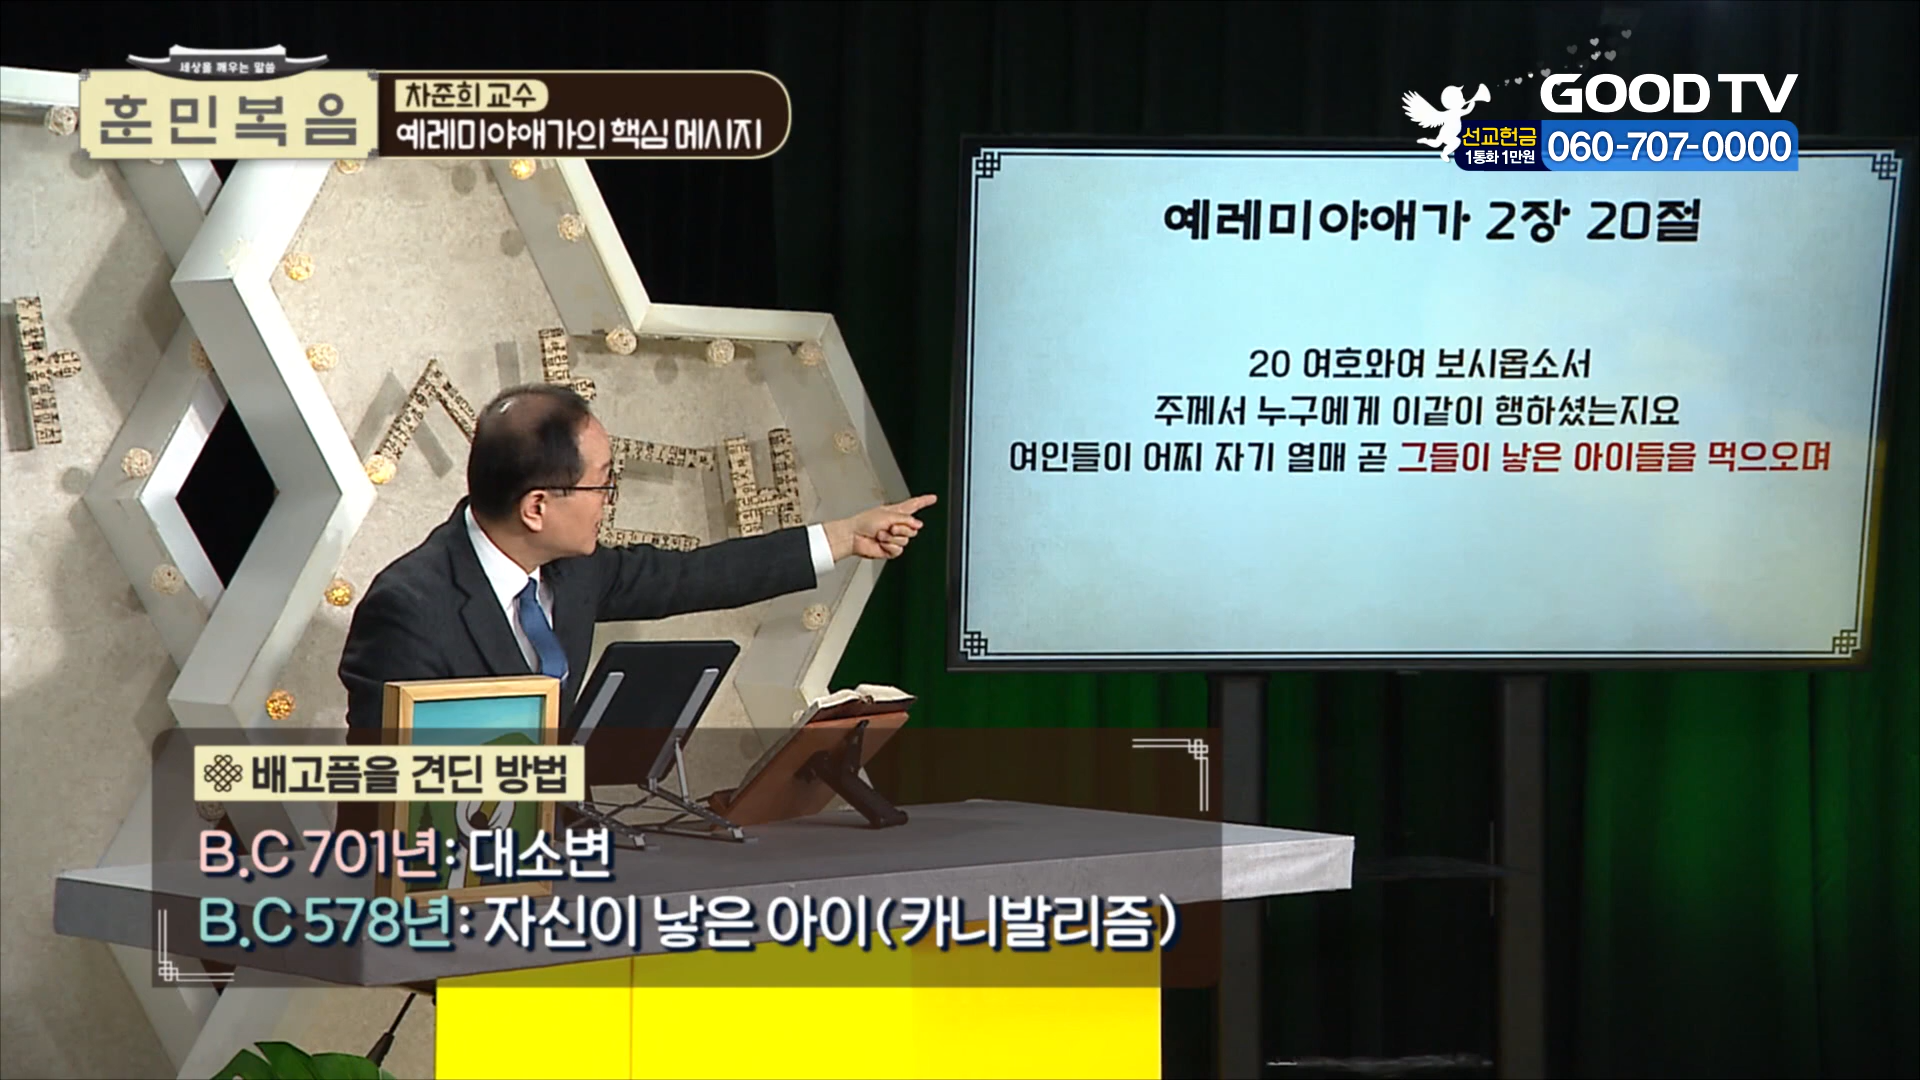 세상을 깨우는 말씀
훈민복음
차준희 교수
예레미야애가의 핵심 메시지
GOODTV
선교헌금
1통화 1만원
060-707-0000
예레미야애가 2장 20절
20 여호와여 보시옵소서
주께서 누구에게 이같이 행하셨는지요
여인들이 어찌 자기 열매 곧 그들이 낳은 아이들을 먹으오며
배고픔을 견딘 방법
B.C 701년: 대소변
B.C 578년: 자신이 낳은 아이(카니발리즘)